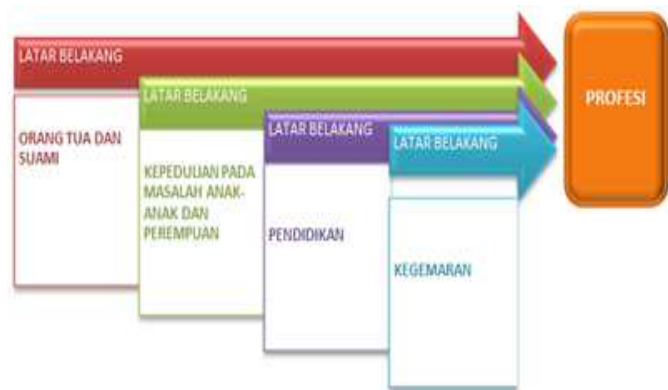 LATAR BELAKANG
ORANG TUA DAN
SUAMI
LATAR BELAKANG
KEPEDULIAN PADA
MASALAH ANAK-
ANAK DAN
PEREMPUAN
LATAR BELAKANG
PENDIDIKAN
LATAR BELAKANG
KEGEMARAN
PROFESI